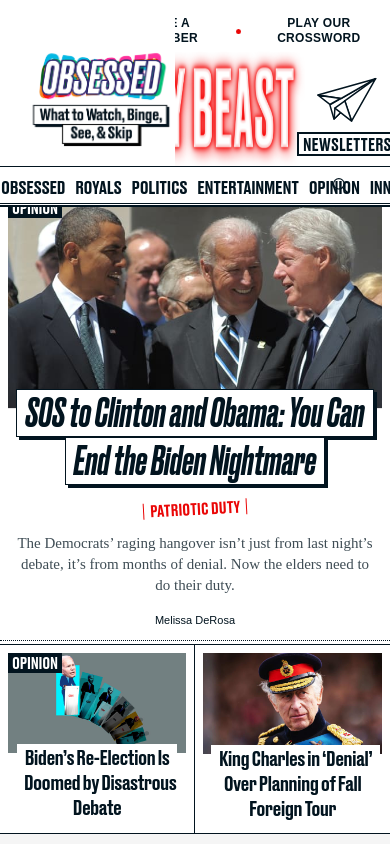 E A
BER
PLAY OUR
CROSSWORD
OBSESSED
What to Watch, Binge,
See, & Skip
Y BEAST
NEWSLETTERS
OBSESSED ROYALS POLITICS ENTERTAINMENT OPINION INN
OPINION
SOS to Clinton and Obama: You Can
End the Biden Nightmare
PATRIOTIC DUTY
The Democrats’ raging hangover isn’t just from last night’s
debate, it’s from months of denial. Now the elders need to
do their duty.
Melissa DeRosa
OPINION
Biden’s Re-Election Is
Doomed by Disastrous
Debate
King Charles in ‘Denial’
Over Planning of Fall
Foreign Tour